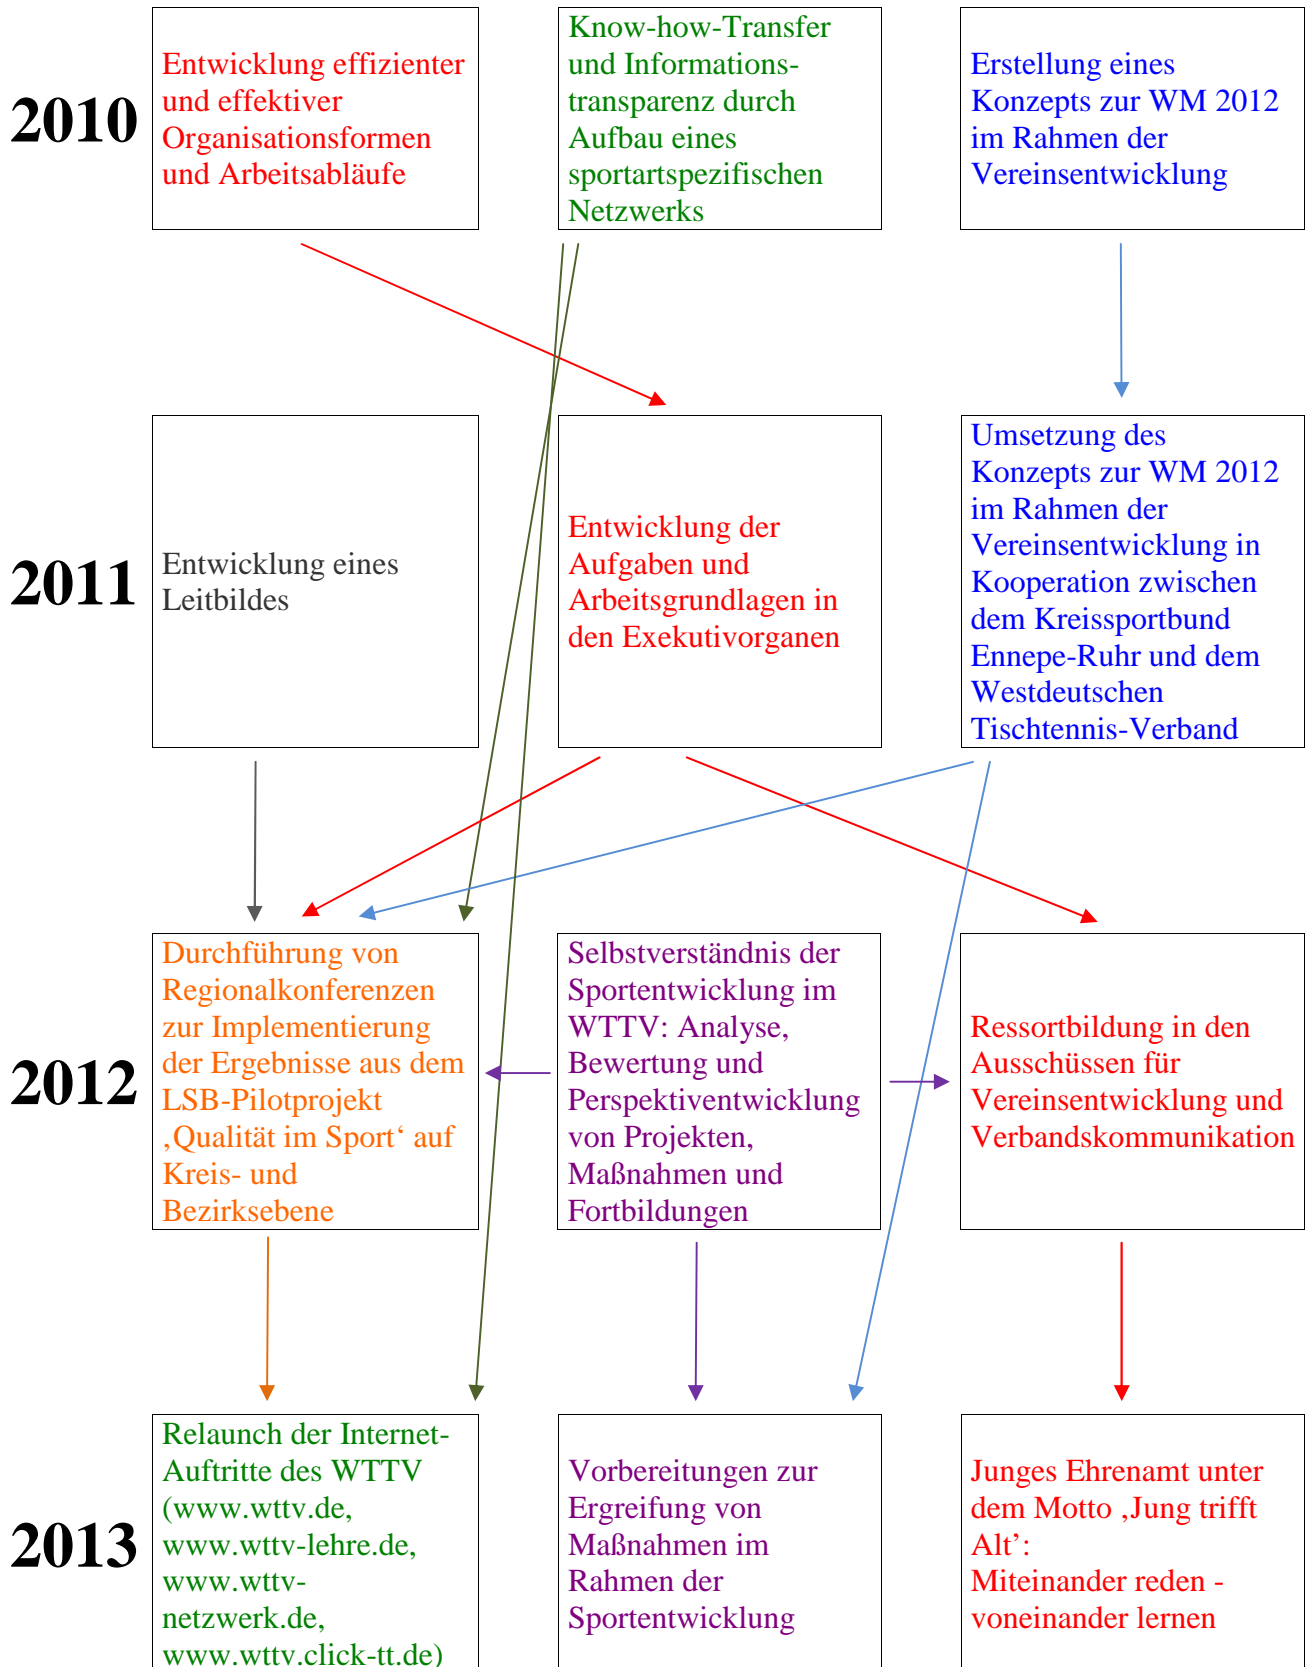 2010
Entwicklung effizienter
und effektiver
Organisationsformen
und Arbeitsabläufe
Know-how-Transfer
und Informations-
transparenz durch
Aufbau eines
sportartspezifischen
Netzwerks
Erstellung eines
Konzepts zur WM 2012
im Rahmen der
Vereinsentwicklung
2011
Entwicklung eines
Leitbildes
Entwicklung der
Aufgaben und
Arbeitsgrundlagen in
den Exekutivorganen
Umsetzung des
Konzepts zur WM 2012
im Rahmen der
Vereinsentwicklung in
Kooperation zwischen
dem Kreissportbund
Ennepe-Ruhr und dem
Westdeutschen
Tischtennis-Verband
2012
Durchführung von
Regionalkonferenzen
zur Implementierung
der Ergebnisse aus dem
LSB-Pilotprojekt
‚Qualität im Sport‘ auf
Kreis- und
Bezirksebene
Selbstverständnis der
Sportentwicklung im
WTTV: Analyse,
Bewertung und
Perspektiventwicklung
von Projekten,
Maßnahmen und
Fortbildungen
Ressortbildung in den
Ausschüssen für
Vereinsentwicklung und
Verbandskommunikation
2013
Relaunch der Internet-
Auftritte des WTTV
(www.wttv.de,
www.wttv-lehre.de,
www.wttv-
netzwerk.de,
www.wttv.click-tt.de)
Vorbereitungen zur
Ergreifung von
Maßnahmen im
Rahmen der
Sportentwicklung
Junges Ehrenamt unter
dem Motto ‚Jung trifft
Alt’:
Miteinander reden -
voneinander lernen